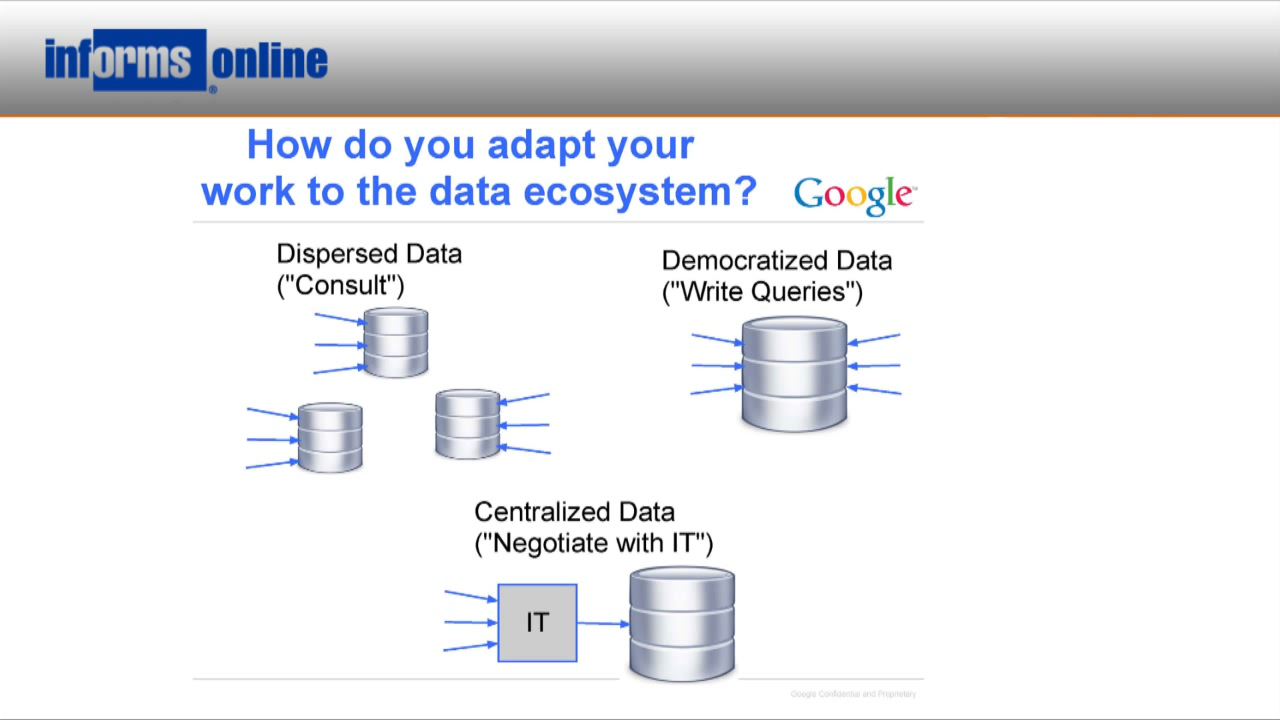 informs online
®
How do you adapt your
work to the data ecosystem?
Google™
Dispersed Data
("Consult")
Democratized Data
("Write Queries")
Centralized Data
("Negotiate with IT")
IT
Google Confidential and Proprietary